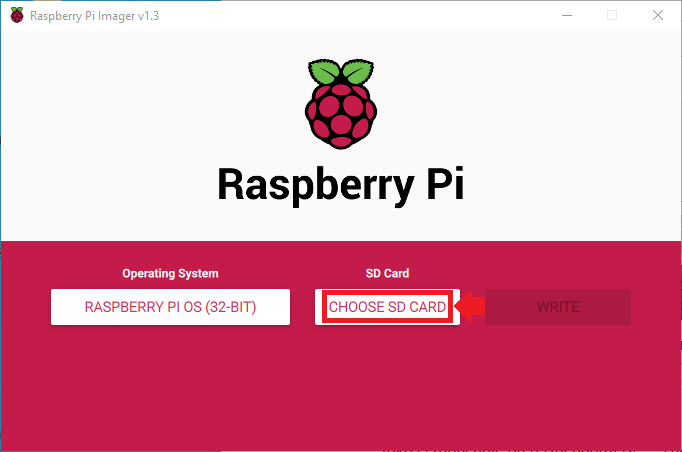 Raspberry Pi Imager v1.3
Raspberry Pi
Operating System
SD Card
RASPBERRY PI OS (32-BIT)
CHOOSE SD CARD
WRITE